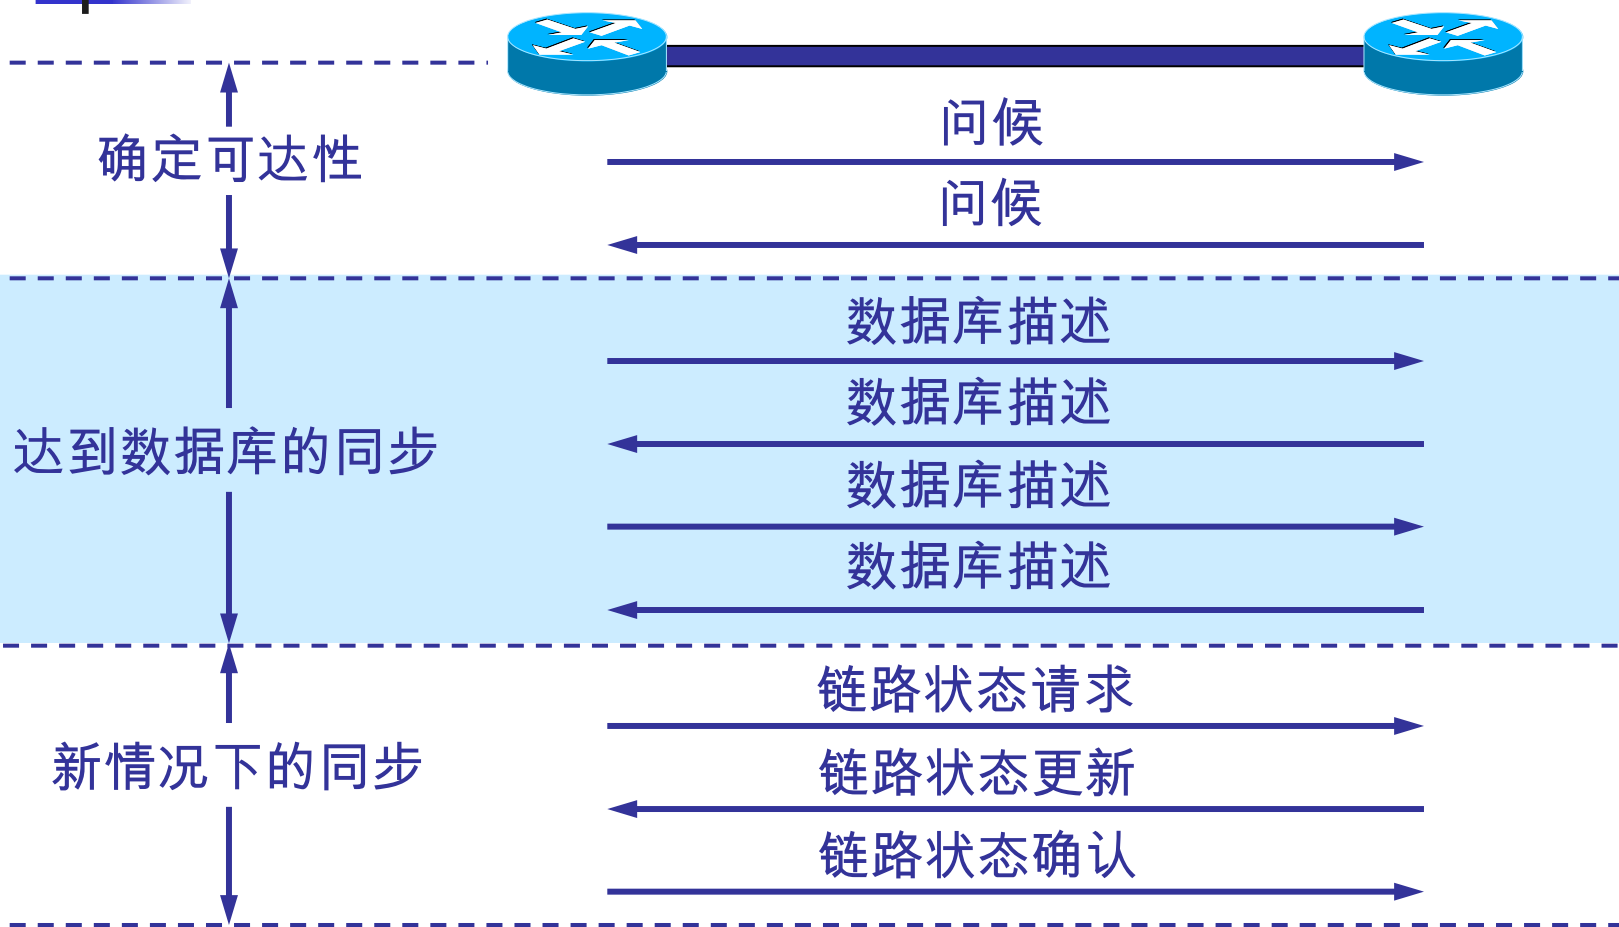 问候
确定可达性
问候
数据库描述
数据库描述
达到数据库的同步
数据库描述
数据库描述
链路状态请求
新情况下的同步
链路状态更新
链路状态确认